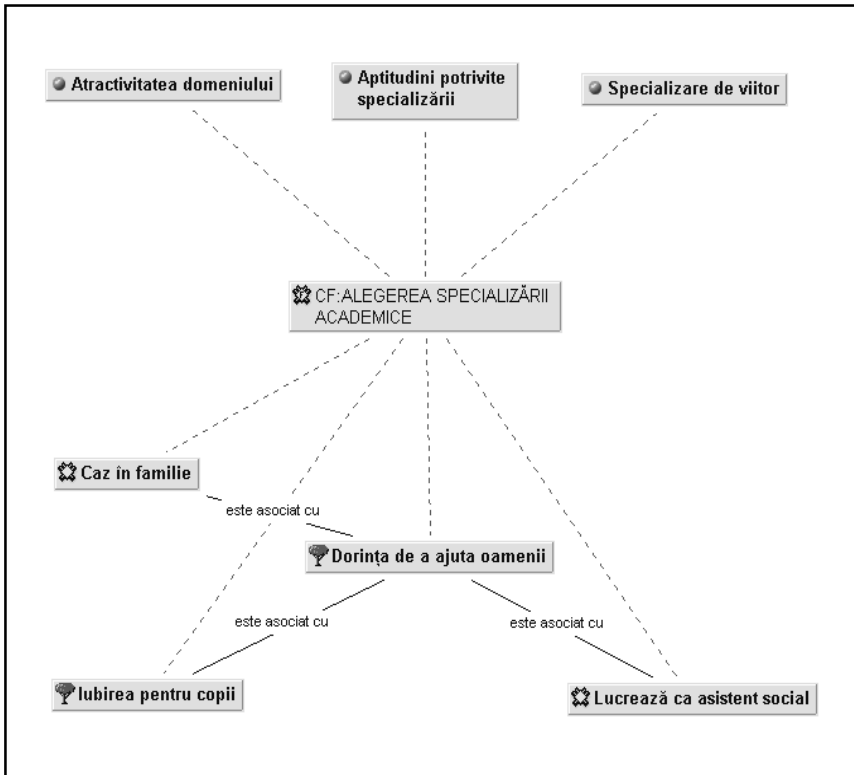 Atractivitatea domeniului
Aptitudini potrivite
specializării
Specializare de viitor
CF:ALEGEREA SPECIALIZĂRII
ACADEMICE
Caz în familie
este asociat cu
Dorința de a ajuta oamenii
este asociat cu
este asociat cu
Iubirea pentru copii
Lucrează ca asistent social